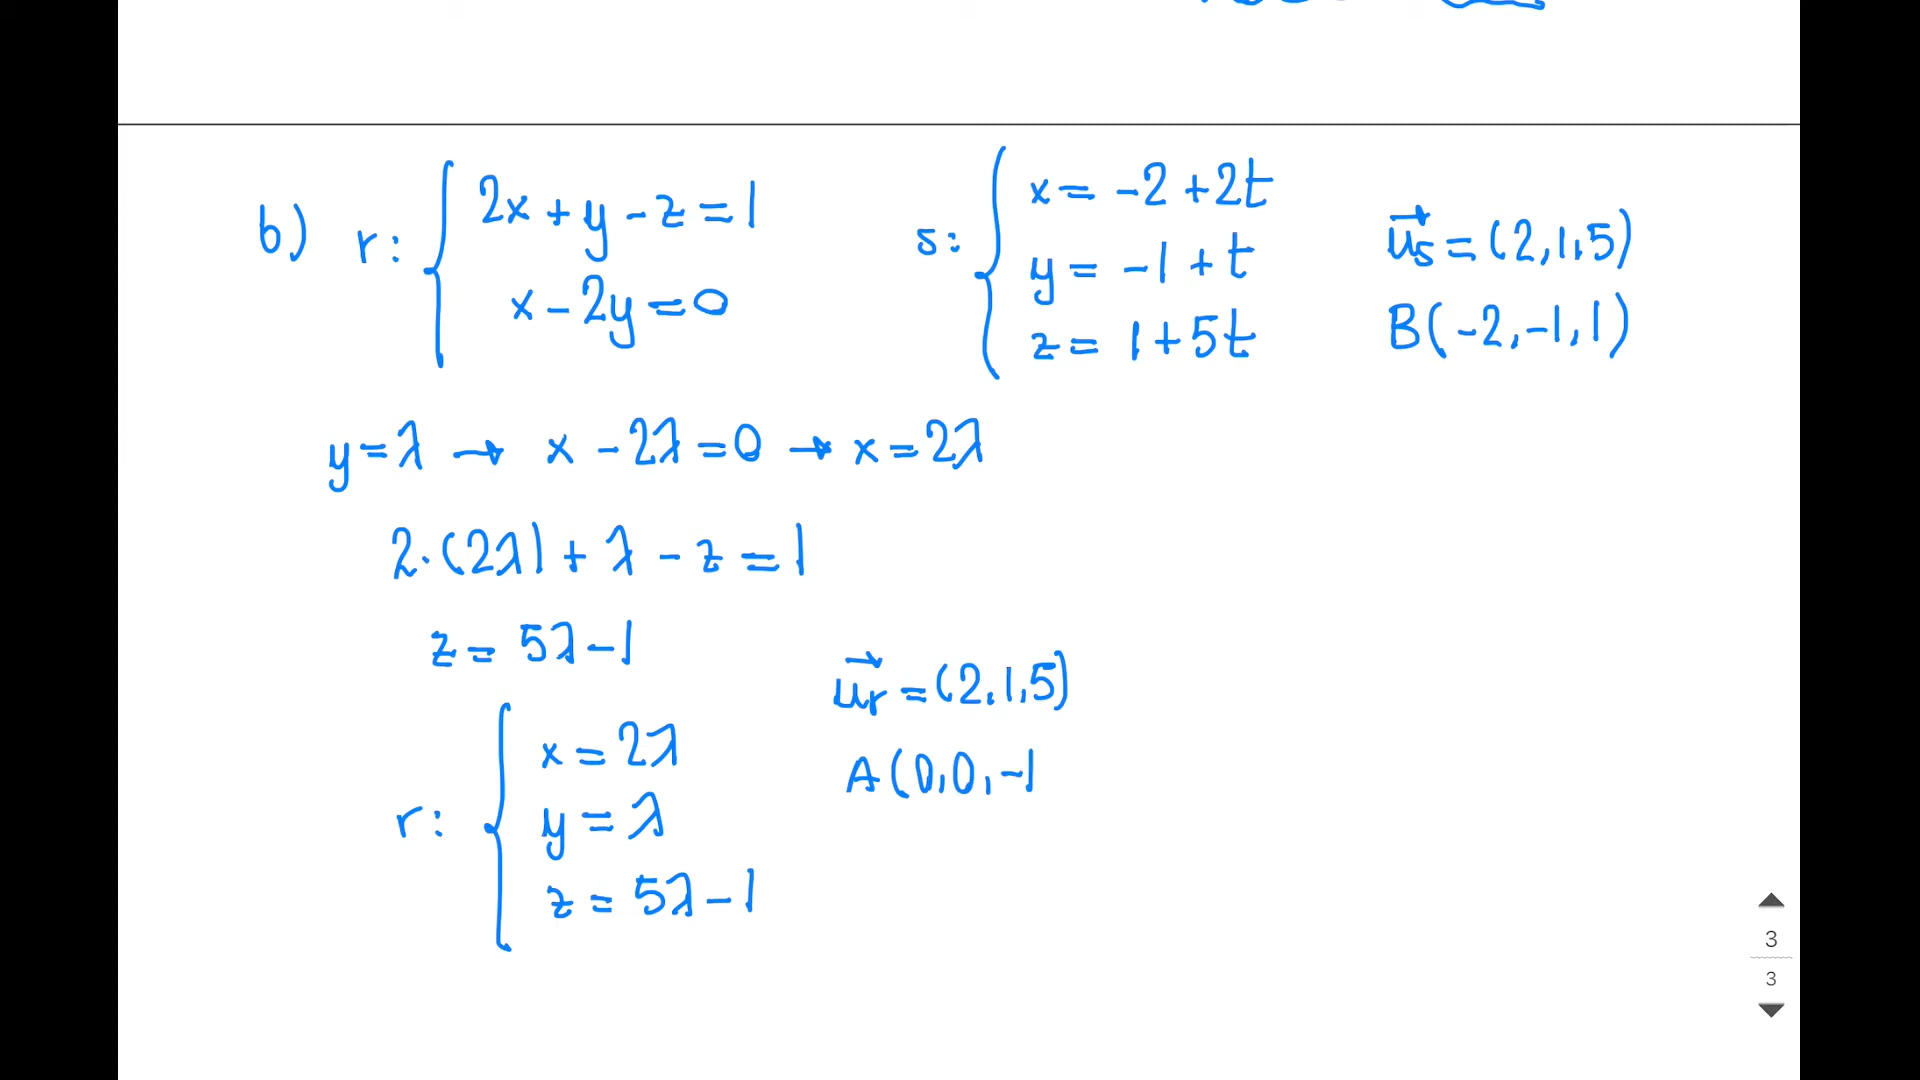 b) r: { 2x + y - z = 1
x - 2y = 0
s: { x = -2 + 2t
y = -1 + t
z = 1 + 5t
u⃗s = (2,1,5)
B(-2,-1,1)
y = λ → x - 2λ = 0 → x = 2λ
2·(2λ) + λ - z = 1
z = 5λ - 1
u⃗r = (2,1,5)
A(0,0,-1
r: { x = 2λ
y = λ
z = 5λ - 1
3
3